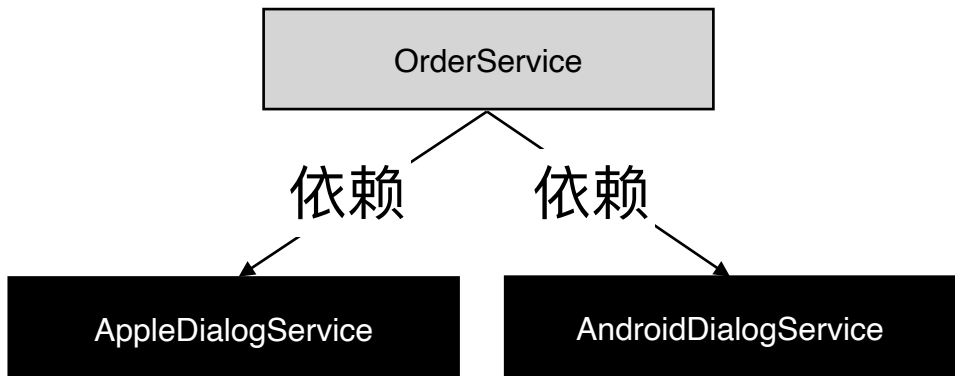 OrderService
依赖
依赖
AppleDialogService
AndroidDialogService